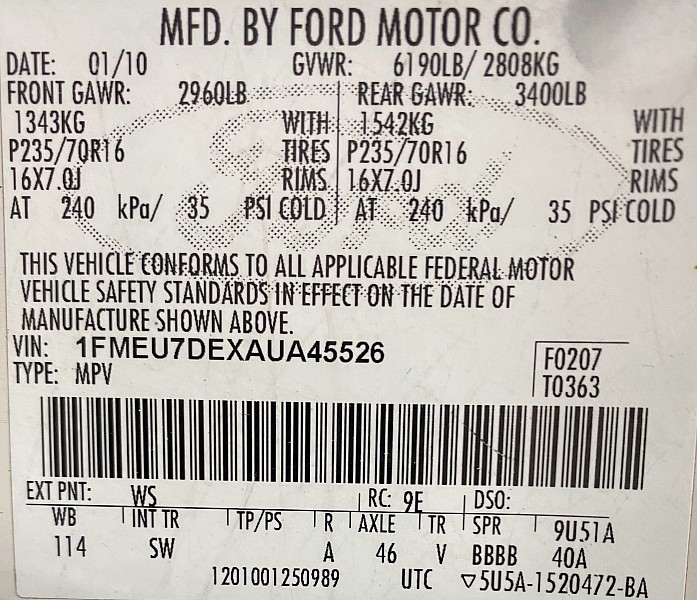 MFD. BY FORD MOTOR CO.
DATE: 01/10 GVWR: 6190LB/ 2808KG
FRONT GAWR: 2960LB REAR GAWR: 3400LB
1343KG WITH 1542KG WITH
P235/70R16 TIRES P235/70R16 TIRES
16X7.0J RIMS 16X7.0J RIMS
AT 240 kPa/ 35 PSI COLD AT 240 kPa/ 35 PSI COLD
Ford
THIS VEHICLE CONFORMS TO ALL APPLICABLE FEDERAL MOTOR
VEHICLE SAFETY STANDARDS IN EFFECT ON THE DATE OF
MANUFACTURE SHOWN ABOVE.
VIN: 1FMEU7DEXAUA45526 F0207
TYPE: MPV T0363
EXT PNT: WS RC: 9E DSO:
WB INT TR TP/PS R AXLE TR SPR 9U51A
114 SW A 46 V BBBB 40A
1201001250989 UTC ▽5U5A-1520472-BA